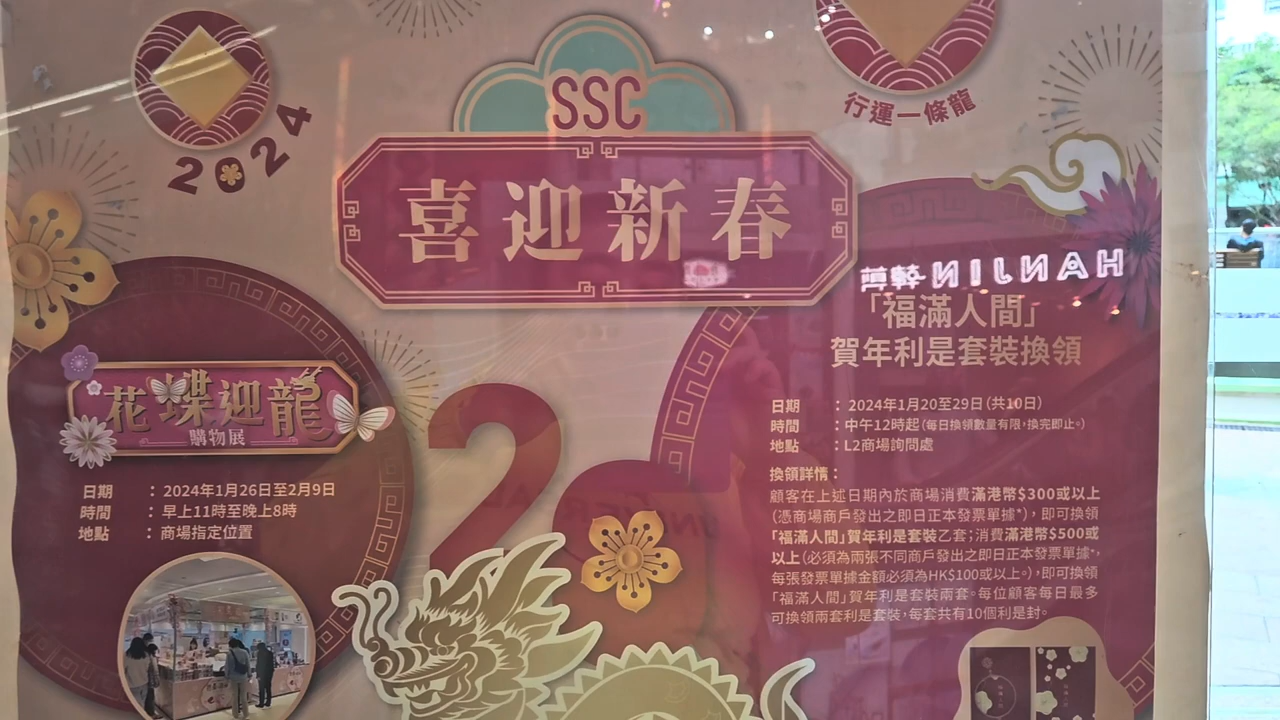 2024
SSC
行運一條龍
喜迎新春
HANJIN 韓
「福滿人間」
賀年利是套裝換領
花蝶迎龍
購物展
日期 : 2024年1月26日至2月9日
時間 : 早上11時至晚上8時
地點 : 商場指定位置
日期 : 2024年1月20至29日(共10日)
時間 : 中午12時起(每日換領數量有限,換完即止。)
地點 : L2商場詢問處
換領詳情:
顧客在上述日期內於商場消費滿港幣$300或以上
(憑商場商戶發出之即日正本發票單據*),即可換領
「福滿人間」賀年利是套裝乙套;消費滿港幣$500或
以上(必須為兩張不同商戶發出之即日正本發票單據*,
每張發票單據金額必須為HK$100或以上。),即可換領
「福滿人間」賀年利是套裝兩套。每位顧客每日最多
可換領兩套利是套裝,每套共有10個利是封。
2